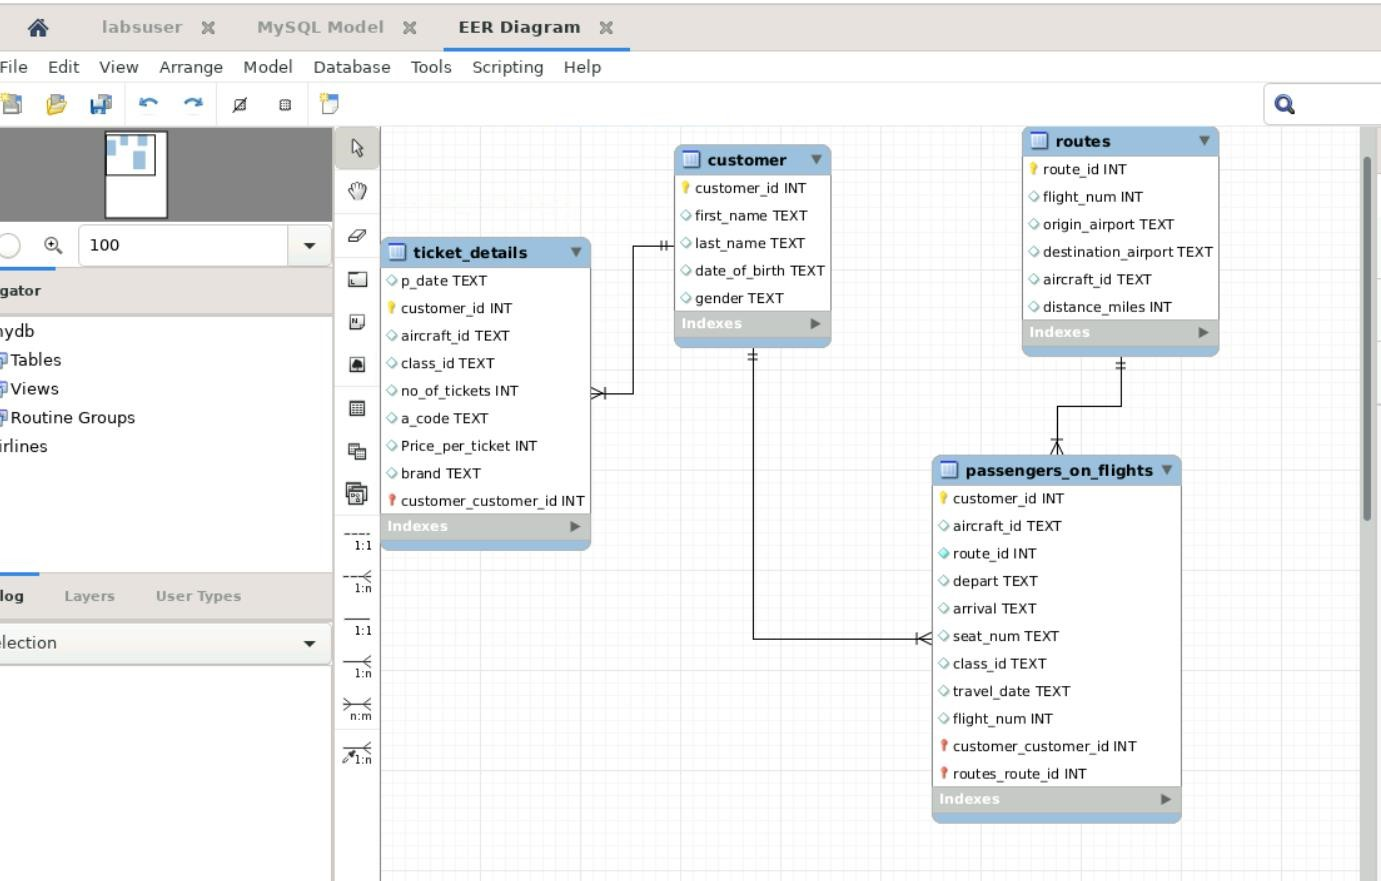 labsuser
MySQL Model
EER Diagram
File Edit View Arrange Model Database Tools Scripting Help
100
gator
mydb
Tables
Views
Routine Groups
irlines
log Layers User Types
election
1:1
1:n
1:1
1:n
n:m
1:n
ticket_details
p_date TEXT
customer_id INT
aircraft_id TEXT
class_id TEXT
no_of_tickets INT
a_code TEXT
Price_per_ticket INT
brand TEXT
customer_customer_id INT
Indexes
customer
customer_id INT
first_name TEXT
last_name TEXT
date_of_birth TEXT
gender TEXT
Indexes
routes
route_id INT
flight_num INT
origin_airport TEXT
destination_airport TEXT
aircraft_id TEXT
distance_miles INT
Indexes
passengers_on_flights
customer_id INT
aircraft_id TEXT
route_id INT
depart TEXT
arrival TEXT
seat_num TEXT
class_id TEXT
travel_date TEXT
flight_num INT
customer_customer_id INT
routes_route_id INT
Indexes